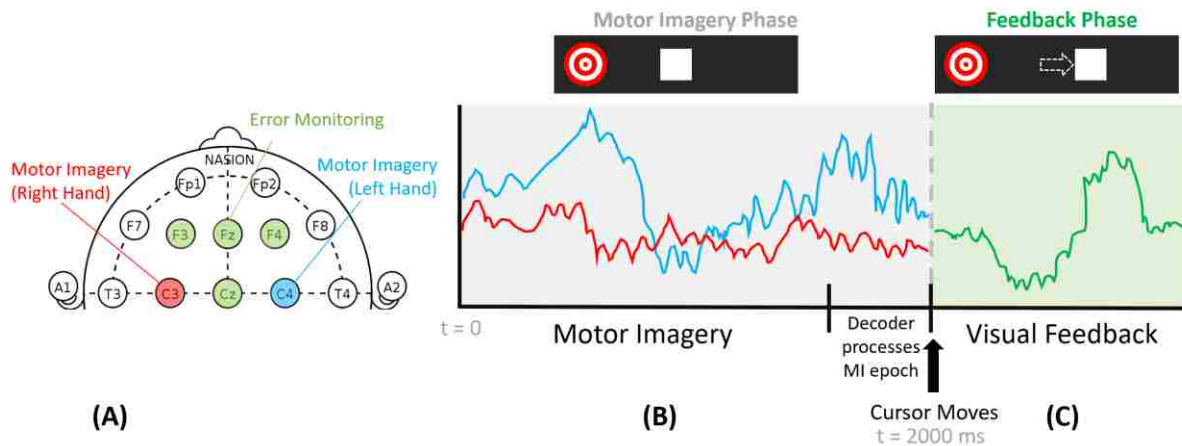 Motor Imagery Phase
Feedback Phase
Error Monitoring
Motor Imagery
(Right Hand)
Motor Imagery
(Left Hand)
NASION
Fp1
Fp2
F7
F3
Fz
F4
F8
A1
T3
C3
Cz
C4
T4
A2
t = 0
Motor Imagery
Decoder
processes
MI epoch
Visual Feedback
Cursor Moves
t = 2000 ms
(A)
(B)
(C)